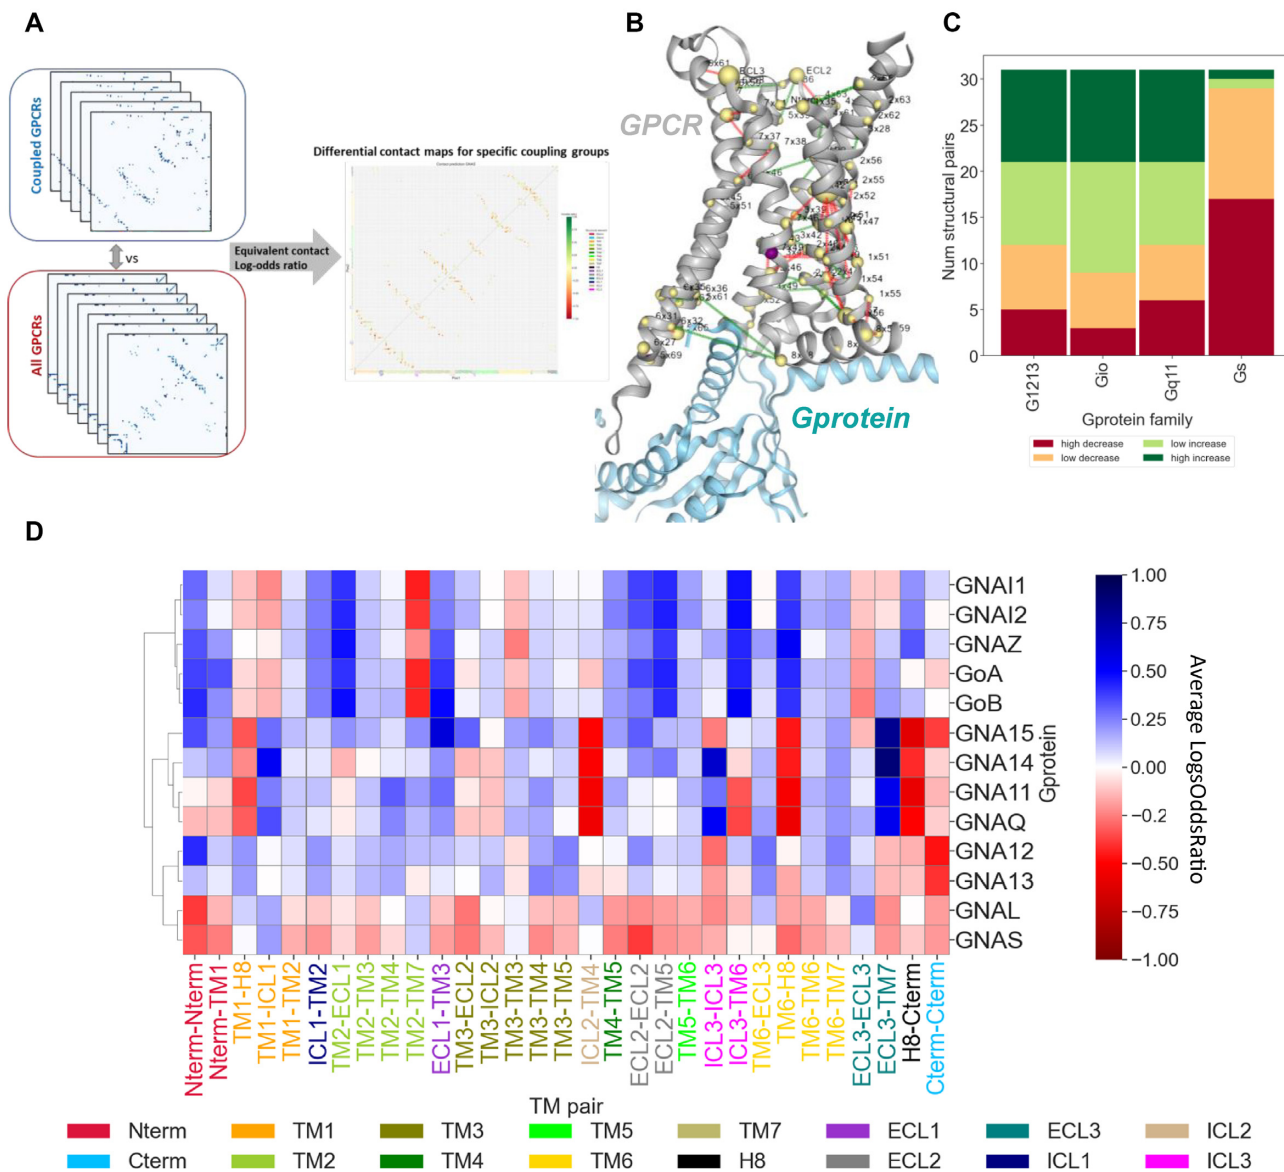 A
B
C
Coupled GPCRs
vs
All GPCRs
Equivalent contact
Log-odds ratio
Differential contact maps for specific coupling groups
GPCR
ECL3
ECL2
7x37
7x38
2x63
2x62
2x56
2x55
2x52
5x51
1x47
3x42
1x51
1x54
1x55
6x36
5x61
6x31
6x32
6x27
5x69
Gprotein
Num structural pairs
30
25
20
15
10
5
0
G1213
Gio
Gq11
Gs
Gprotein family
high decrease
low increase
low decrease
high increase
D
GNAI1
GNAI2
GNAZ
GoA
GoB
GNA15
GNA14
GNA11
GNAQ
GNA12
GNA13
GNAL
GNAS
Gprotein
1.00
0.75
0.50
0.25
0.00
−0.25
−0.50
−0.75
−1.00
Average LogsOddsRatio
Nterm-Nterm
Nterm-TM1
TM1-H8
TM1-ICL1
TM1-TM2
ICL1-TM2
TM2-ECL1
TM2-TM3
TM2-TM4
TM2-TM7
ECL1-TM3
TM3-ECL2
TM3-ICL2
TM3-TM3
TM3-TM4
TM3-TM5
ICL2-TM4
TM4-TM5
ECL2-ECL2
ECL2-TM5
TM5-TM6
ICL3-ICL3
ICL3-TM6
TM6-ECL3
TM6-H8
TM6-TM6
TM6-TM7
ECL3-ECL3
ECL3-TM7
H8-Cterm
Cterm-Cterm
TM pair
Nterm
TM1
TM3
TM5
TM7
ECL1
ECL3
ICL2
Cterm
TM2
TM4
TM6
H8
ECL2
ICL1
ICL3